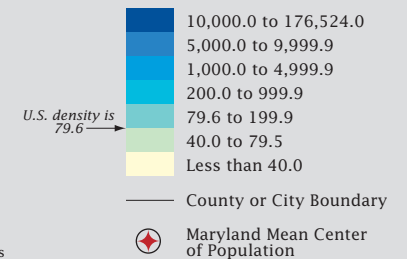 10,000.0 to 176,524.0
5,000.0 to 9,999.9
1,000.0 to 4,999.9
200.0 to 999.9
U.S. density is
79.6
79.6 to 199.9
40.0 to 79.5
Less than 40.0
County or City Boundary
Maryland Mean Center
of Population
s